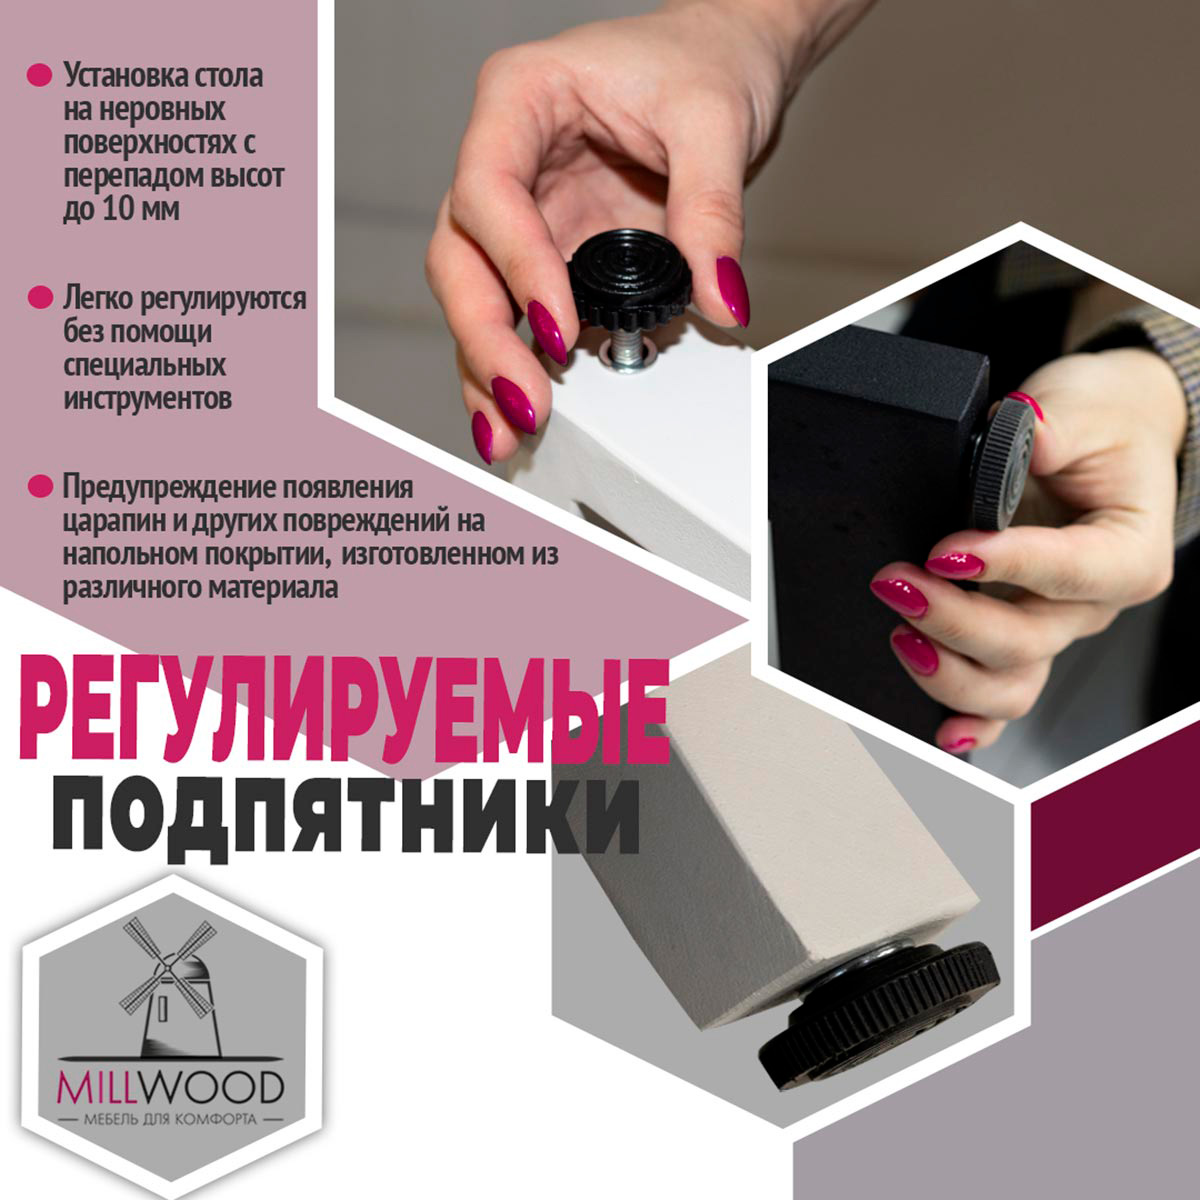 Установка стола
на неровных
поверхностях с
перепадом высот
до 10 мм
Легко регулируются
без помощи
специальных
инструментов
Предупреждение появления
царапин и других повреждений на
напольном покрытии, изготовленном из
различного материала
РЕГУЛИРУЕМЫЕ
ПОДПЯТНИКИ
MILLWOOD
— МЕБЕЛЬ ДЛЯ КОМФОРТА —